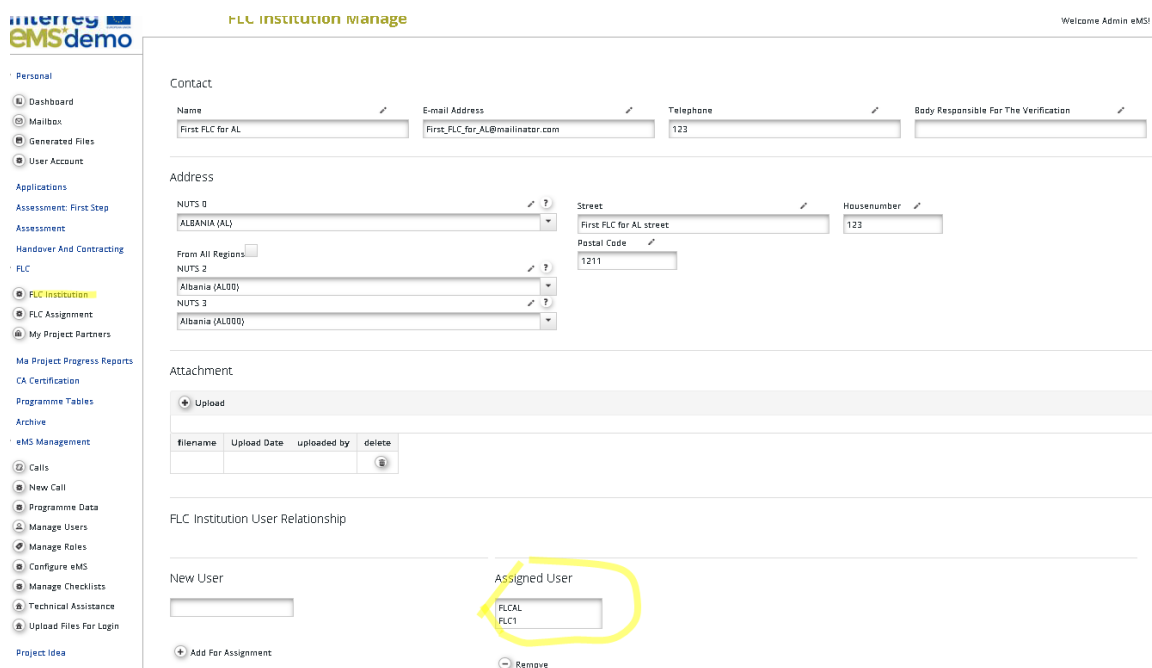 interreg
eMS demo
FLC Institution Manage
Welcome Admin eMS!
Personal
Dashboard
Mailbox
Generated Files
User Account
Applications
Assessment: First Step
Assessment
Handover And Contracting
FLC
FLC Institution
FLC Assignment
My Project Partners
Ma Project Progress Reports
CA Certification
Programme Tables
Archive
eMS Management
Calls
New Call
Programme Data
Manage Users
Manage Roles
Configure eMS
Manage Checklists
Technical Assistance
Upload Files For Login
Project Idea
Contact
Name E-mail Address Telephone Body Responsible For The Verification
First FLC for AL First_FLC_for_AL@mailinator.com 123
Address
NUTS 0 ? Street Housenumber
ALBANIA (AL) First FLC for AL street 123
Postal Code
From All Regions 1211
NUTS 2 ?
Albania (AL00)
NUTS 3 ?
Albania (AL000)
Attachment
Upload
filename Upload Date uploaded by delete
FLC Institution User Relationship
New User Assigned User
FLCAL
FLC1
Add For Assignment
Remove